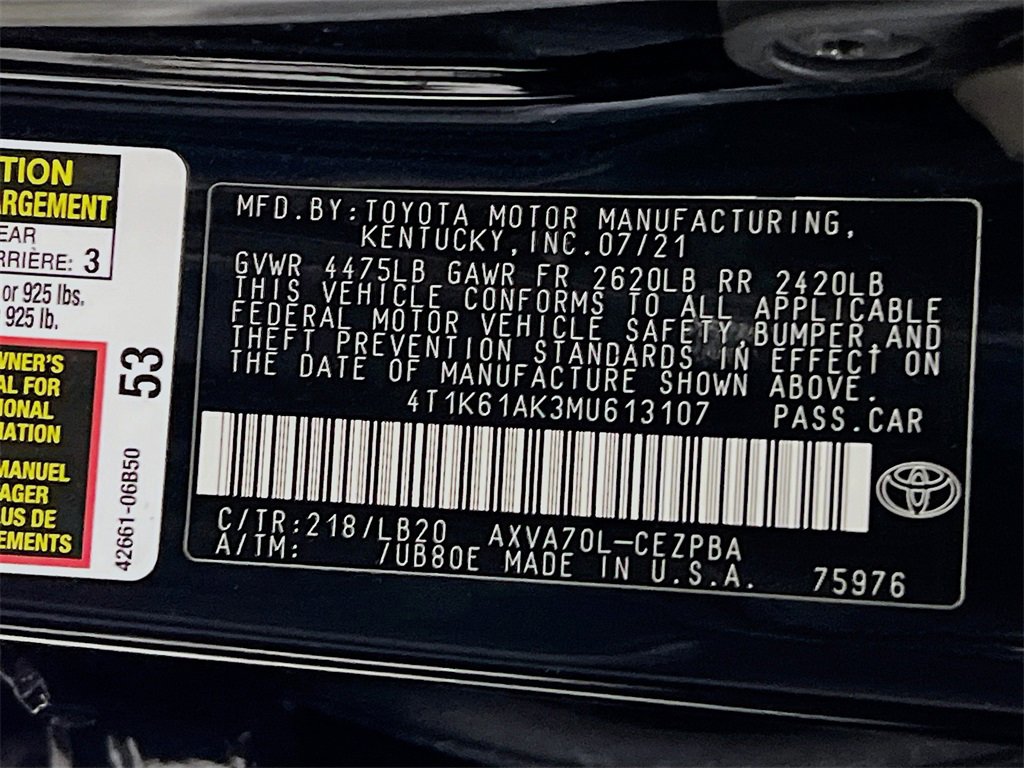 TION
ARGEMENT
EAR
RRIÈRE: 3
or 925 lbs.
925 lb.
WNER'S
AL FOR
IONAL
MATION
MANUEL
AGER
LUS DE
EMENTS
53
42661-06B50
MFD.BY:TOYOTA MOTOR MANUFACTURING,
KENTUCKY,INC.07/21
GVWR 4475LB GAWR FR 2620LB RR 2420LB
THIS VEHICLE CONFORMS TO ALL APPLICABLE
FEDERAL MOTOR VEHICLE SAFETY,BUMPER,AND
THEFT PREVENTION STANDARDS IN EFFECT ON
THE DATE OF MANUFACTURE SHOWN ABOVE.
4T1K61AK3MU613107 PASS.CAR
C/TR:218/LB20 AXVA70L-CEZPBA
A/TM: 7UB80E MADE IN U.S.A. 75976